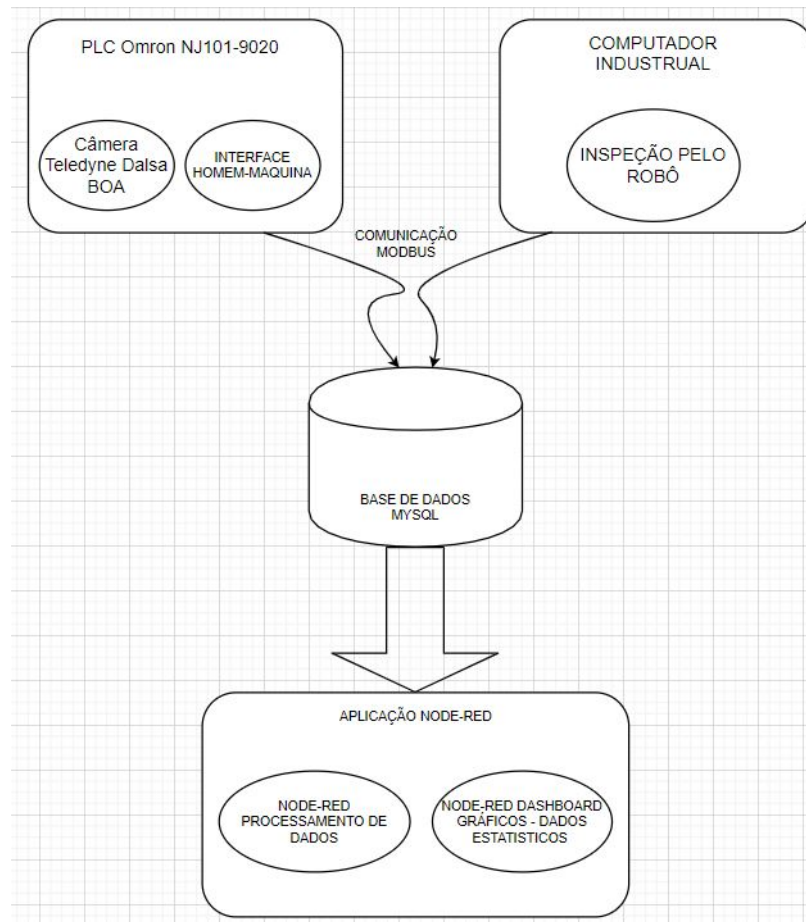 PLC Omron NJ101-9020
Câmera
Teledyne Dalsa
BOA
INTERFACE
HOMEM-MAQUINA
COMPUTADOR
INDUSTRUAL
INSPEÇÃO PELO
ROBÔ
COMUNICAÇÃO
MODBUS
BASE DE DADOS
MYSQL
APLICAÇÃO NODE-RED
NODE-RED
PROCESSAMENTO DE
DADOS
NODE-RED DASHBOARD
GRÁFICOS - DADOS
ESTATISTICOS